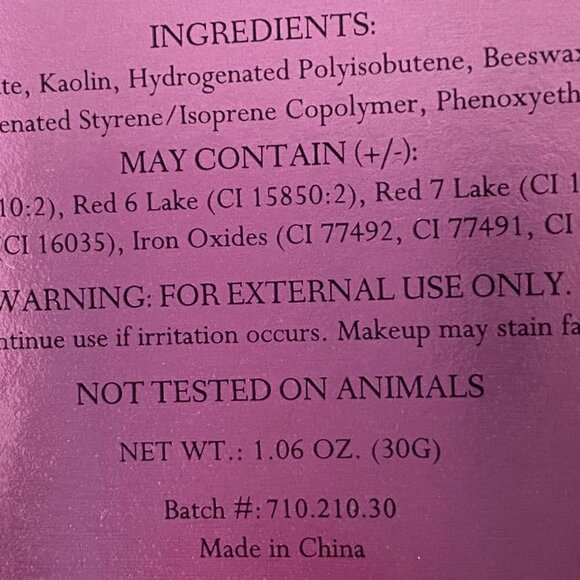 INGREDIENTS:
te, Kaolin, Hydrogenated Polyisobutene, Beeswax
enated Styrene/Isoprene Copolymer, Phenoxyeth
MAY CONTAIN (+/-):
10:2), Red 6 Lake (CI 15850:2), Red 7 Lake (CI 1
CI 16035), Iron Oxides (CI 77492, CI 77491, CI
WARNING: FOR EXTERNAL USE ONLY.
ntinue use if irritation occurs. Makeup may stain fa
NOT TESTED ON ANIMALS
NET WT.: 1.06 OZ. (30G)
Batch #: 710.210.30
Made in China